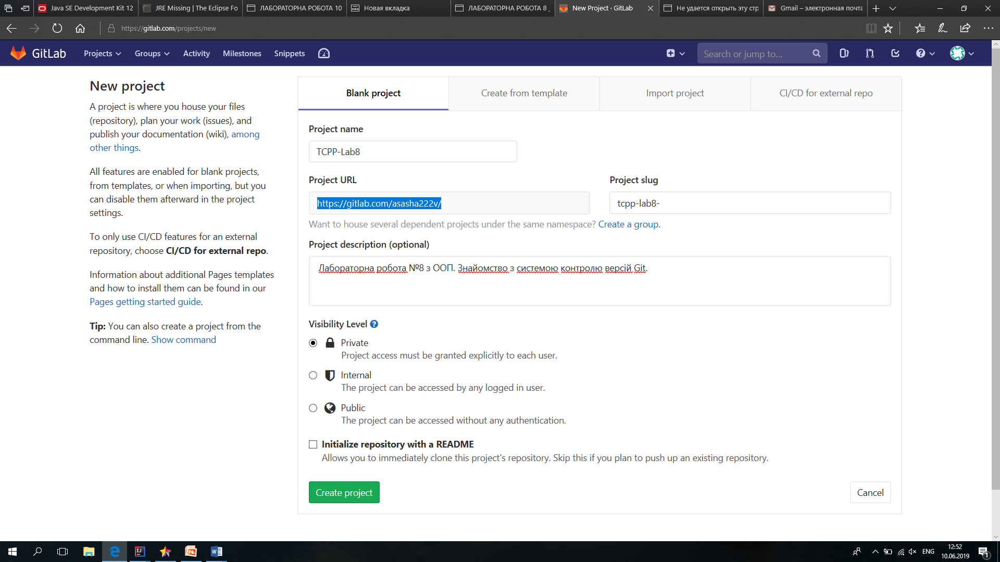 Java SE Development Kit 12
JRE Missing | The Eclipse Fo
ЛАБОРАТОРНА РОБОТА 10
Новая вкладка
ЛАБОРАТОРНА РОБОТА 8
New Project · GitLab
Не удается открыть эту стр
Gmail – электронная почта
https://gitlab.com/projects/new
GitLab
Projects
Groups
Activity
Milestones
Snippets
Search or jump to...
New project
A project is where you house your files
(repository), plan your work (issues), and
publish your documentation (wiki), among
other things.
All features are enabled for blank projects,
from templates, or when importing, but you
can disable them afterward in the project
settings.
To only use CI/CD features for an external
repository, choose CI/CD for external repo.
Information about additional Pages templates
and how to install them can be found in our
Pages getting started guide.
Tip: You can also create a project from the
command line. Show command
Blank project
Create from template
Import project
CI/CD for external repo
Project name
TCPP-Lab8
Project URL
Project slug
https://gitlab.com/asasha222v/
tcpp-lab8-
Want to house several dependent projects under the same namespace? Create a group.
Project description (optional)
Лабораторна робота №8 з ООП. Знайомство з системою контролю версій Git.
Visibility Level
Private
Project access must be granted explicitly to each user.
Internal
The project can be accessed by any logged in user.
Public
The project can be accessed without any authentication.
Initialize repository with a README
Allows you to immediately clone this project's repository. Skip this if you plan to push up an existing repository.
Create project
Cancel
ENG
12:52
10.06.2019
1